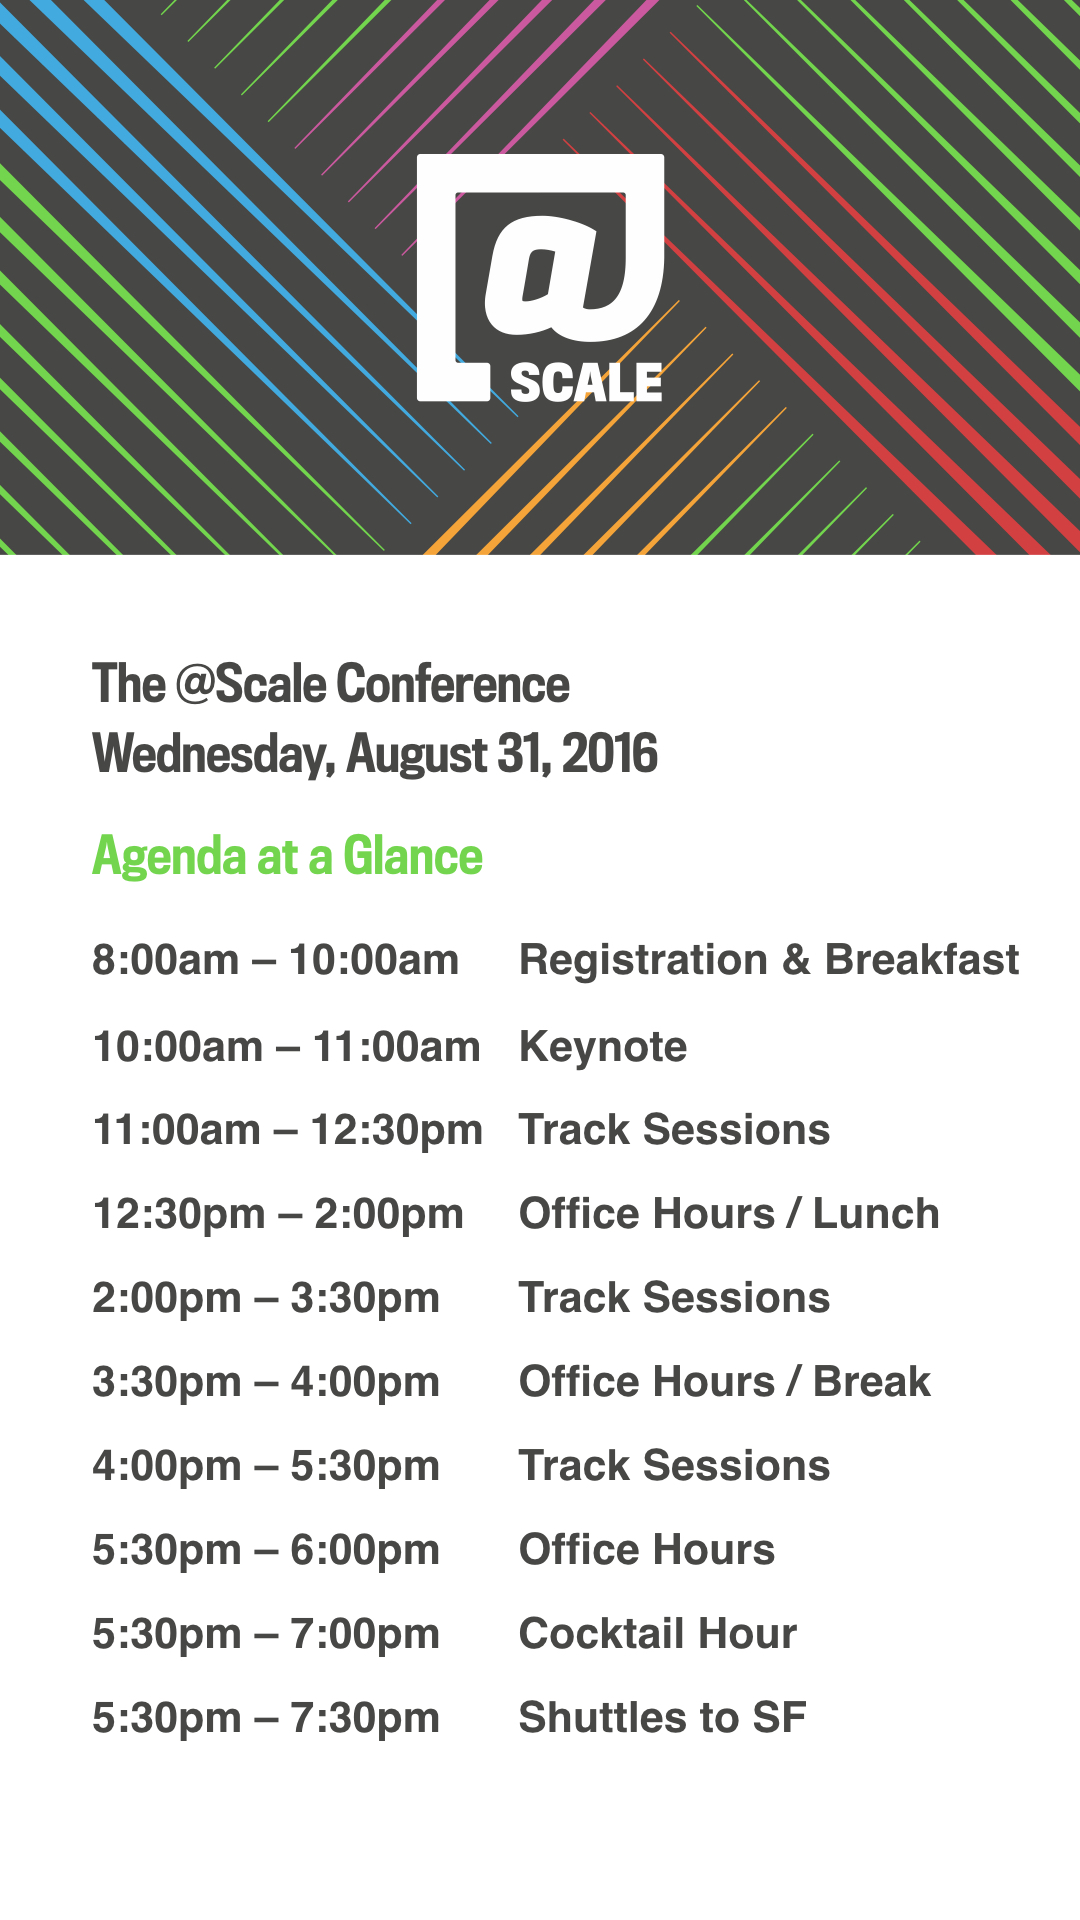 @
SCALE
The @Scale Conference
Wednesday, August 31, 2016
Agenda at a Glance
8:00am – 10:00am Registration & Breakfast
10:00am – 11:00am Keynote
11:00am – 12:30pm Track Sessions
12:30pm – 2:00pm Office Hours / Lunch
2:00pm – 3:30pm Track Sessions
3:30pm – 4:00pm Office Hours / Break
4:00pm – 5:30pm Track Sessions
5:30pm – 6:00pm Office Hours
5:30pm – 7:00pm Cocktail Hour
5:30pm – 7:30pm Shuttles to SF